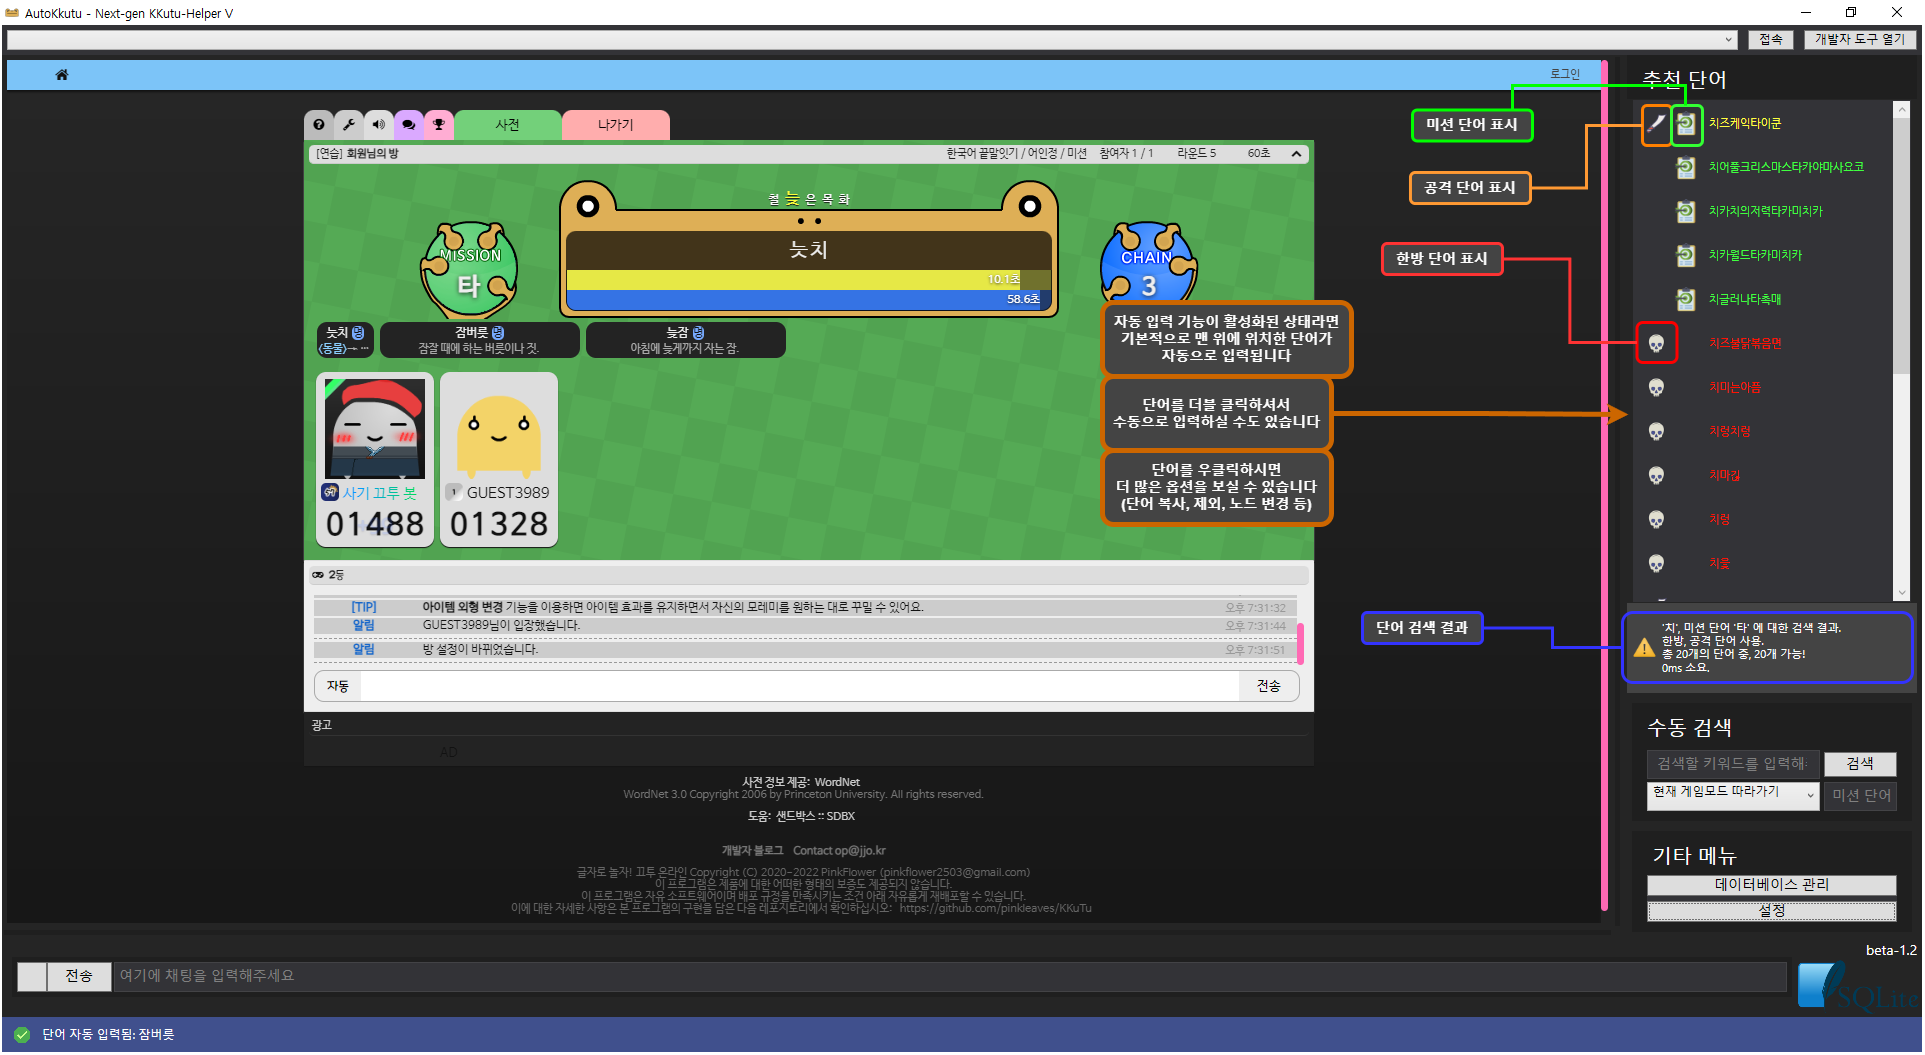 AutoKkutu - Next-gen KKutu-Helper V
접속
개발자 도구 열기
로그인
사전
나가기
[연습] 회원님의 방
한국어 끝말잇기 / 어인정 / 미션
참여자 1 / 1
라운드 5
60초
철 늦 은 목 화
MISSION
타
늦치
10.1초
58.6초
CHAIN
3
늦치 명
〈동물〉→ ...
잠버릇 명
잠잘 때에 하는 버릇이나 짓.
늦잠 명
아침에 늦게까지 자는 잠.
사기 끄투 봇
01488
1 GUEST3989
01328
자동 입력 기능이 활성화된 상태라면
기본적으로 맨 위에 위치한 단어가
자동으로 입력됩니다
단어를 더블 클릭하셔서
수동으로 입력하실 수도 있습니다
단어를 우클릭하시면
더 많은 옵션을 보실 수 있습니다
(단어 복사, 제외, 노드 변경 등)
2등
[TIP] 아이템 외형 변경 기능을 이용하면 아이템 효과를 유지하면서 자신의 모레미를 원하는 대로 꾸밀 수 있어요. 오후 7:31:32
알림 GUEST3989님이 입장했습니다. 오후 7:31:44
알림 방 설정이 바뀌었습니다. 오후 7:31:51
자동
전송
광고
AD
사전 정보 제공: WordNet
WordNet 3.0 Copyright 2006 by Princeton University. All rights reserved.
도움: 샌드박스 :: SDBX
개발자 블로그 Contact op@jjo.kr
글자로 놀자! 끄투 온라인 Copyright (C) 2020-2022 PinkFlower (pinkflower2503@gmail.com)
이 프로그램은 제품에 대한 어떠한 형태의 보증도 제공되지 않습니다.
이 프로그램은 자유 소프트웨어이며 배포 규정을 만족시키는 조건 아래 자유롭게 재배포할 수 있습니다.
이에 대한 자세한 사항은 본 프로그램의 구현을 담은 다음 레포지토리에서 확인하십시오: https://github.com/pinkleaves/KKuTu
미션 단어 표시
공격 단어 표시
한방 단어 표시
단어 검색 결과
추천 단어
치즈케익타이쿤
치어풀크리스마스타카야마사요코
치카치의저력타카미치카
치카월드타카미치카
치글러나타촉매
치즈불닭볶음면
치미는아픔
치렁치렁
치마긴
치렁
치롳
'치', 미션 단어 '타' 에 대한 검색 결과.
한방, 공격 단어 사용.
총 20개의 단어 중, 20개 가능!
0ms 소요.
수동 검색
검색할 키워드를 입력해
검색
현재 게임모드 따라가기
미션 단어
기타 메뉴
데이터베이스 관리
설정
beta-1.2
SQLite
전송
여기에 채팅을 입력해주세요
단어 자동 입력됨: 잠버릇